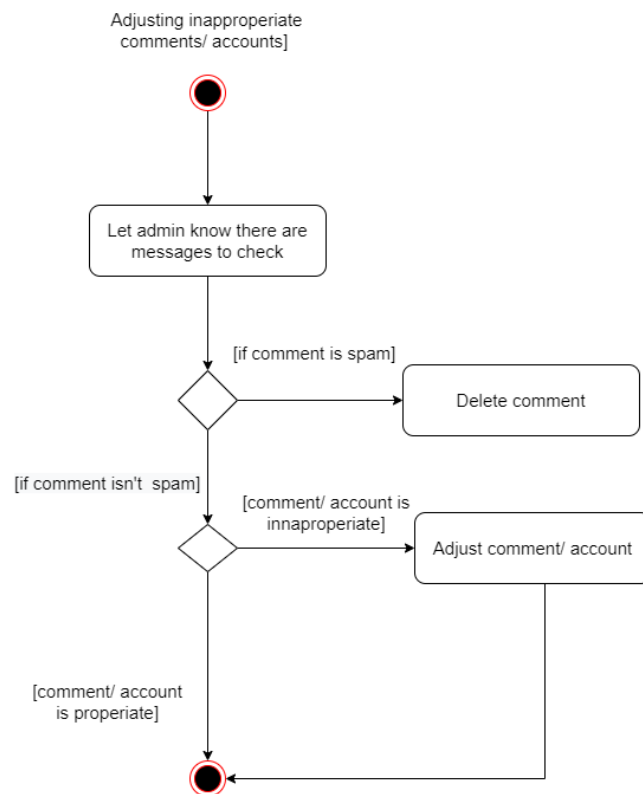 Adjusting inapproperiate
comments/ accounts]
Let admin know there are
messages to check
[if comment is spam]
Delete comment
[if comment isn't  spam]
[comment/ account is
innaproperiate]
Adjust comment/ account
[comment/ account
is properiate]